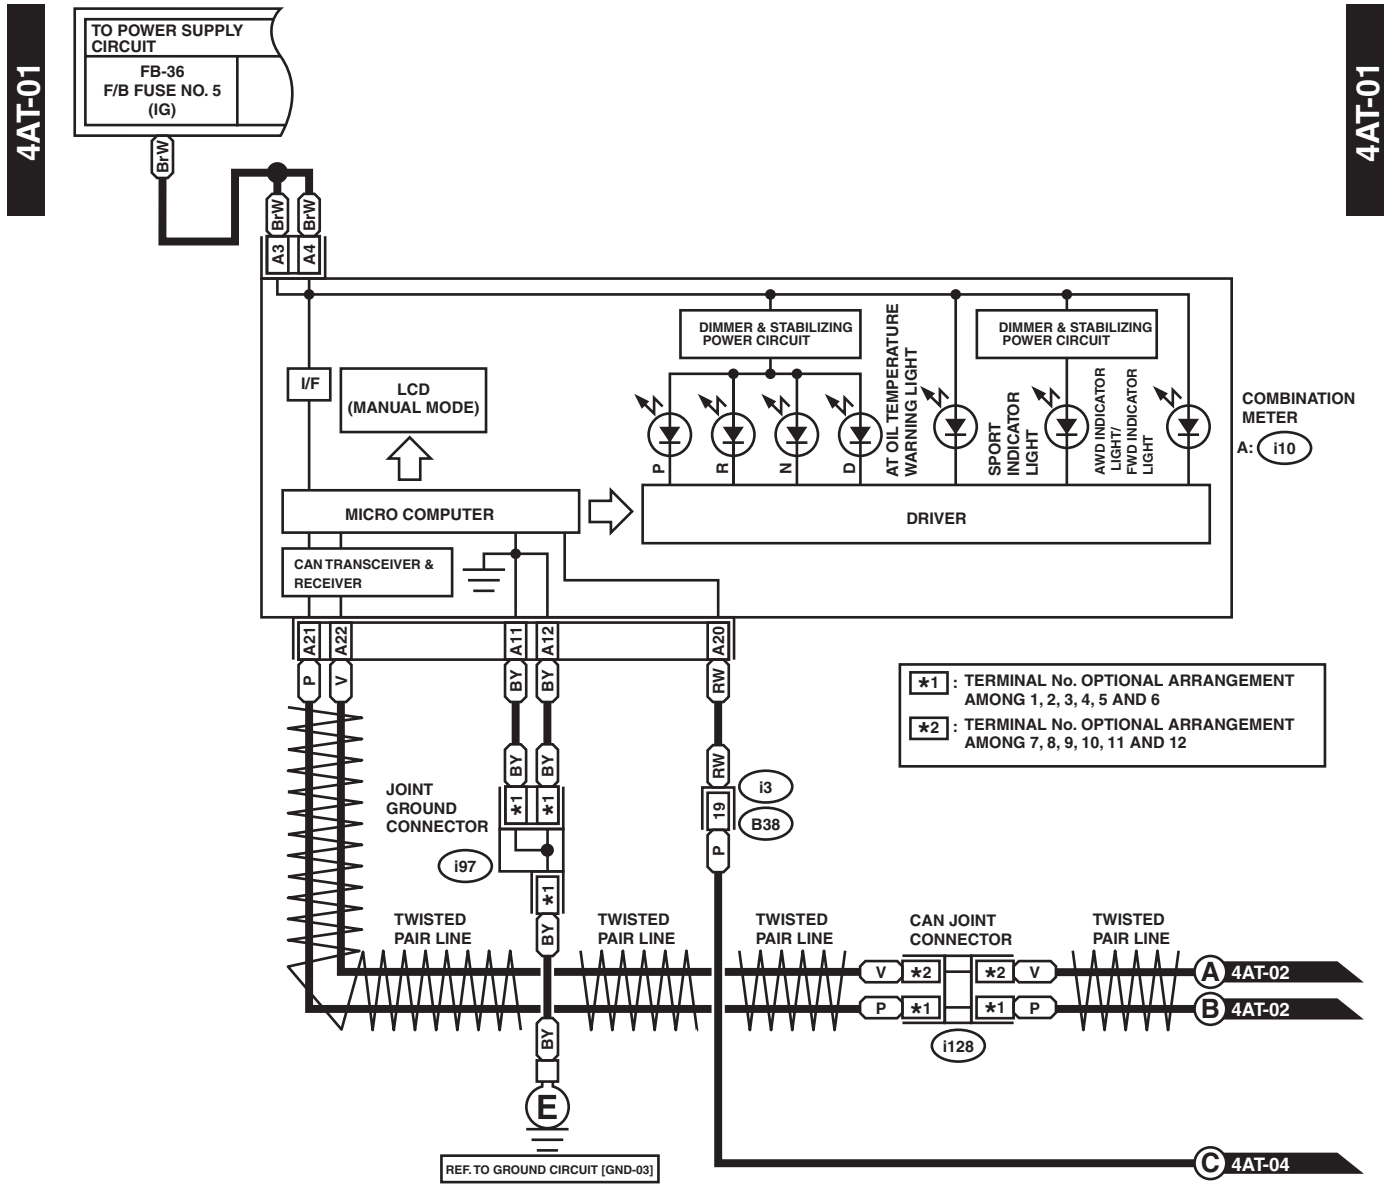 4AT-01
4AT-01
TO POWER SUPPLY
CIRCUIT
FB-36
F/B FUSE NO. 5
(IG)
BrW
BrW
BrW
A3
A4
I/F
LCD
(MANUAL MODE)
MICRO COMPUTER
CAN TRANSCEIVER &
RECEIVER
DIMMER & STABILIZING
POWER CIRCUIT
P
R
N
D
AT OIL TEMPERATURE
WARNING LIGHT
DIMMER & STABILIZING
POWER CIRCUIT
SPORT
INDICATOR
LIGHT
AWD INDICATOR
LIGHT/
FWD INDICATOR
LIGHT
DRIVER
COMBINATION
METER
A: i10
A21
A22
A11
A12
A20
P
V
BY
BY
RW
*1 : TERMINAL No. OPTIONAL ARRANGEMENT
AMONG 1, 2, 3, 4, 5 AND 6
*2 : TERMINAL No. OPTIONAL ARRANGEMENT
AMONG 7, 8, 9, 10, 11 AND 12
BY
BY
RW
JOINT
GROUND
CONNECTOR
i97
*1
*1
*1
BY
19
i3
B38
P
TWISTED
PAIR LINE
TWISTED
PAIR LINE
TWISTED
PAIR LINE
CAN JOINT
CONNECTOR
TWISTED
PAIR LINE
V *2 *2 V
A 4AT-02
P *1 *1 P
B 4AT-02
i128
BY
E
REF. TO GROUND CIRCUIT [GND-03]
C 4AT-04